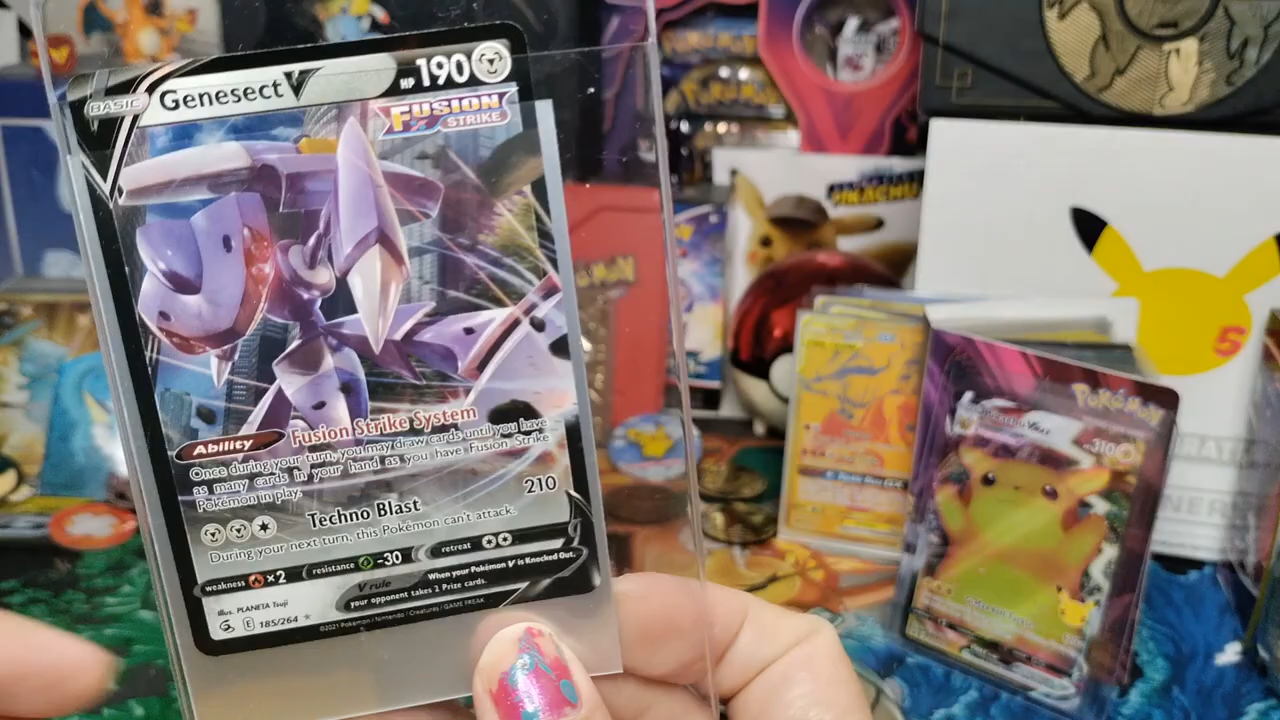 BASIC Genesect V HP 190
FUSION
STRIKE
Ability Fusion Strike System
Once during your turn, you may draw cards until you have
as many cards in your hand as you have Fusion Strike
Pokémon in play.
Techno Blast 210
During your next turn, this Pokémon can't attack.
weakness ×2 resistance -30 retreat
V rule When your Pokémon V is Knocked Out,
your opponent takes 2 Prize cards.
Illus. PLANETA Tsuji
E 185/264
©2021 Pokémon / Nintendo / Creatures / GAME FREAK
POKÉMON
PIKACHU
Pokémon
310
5